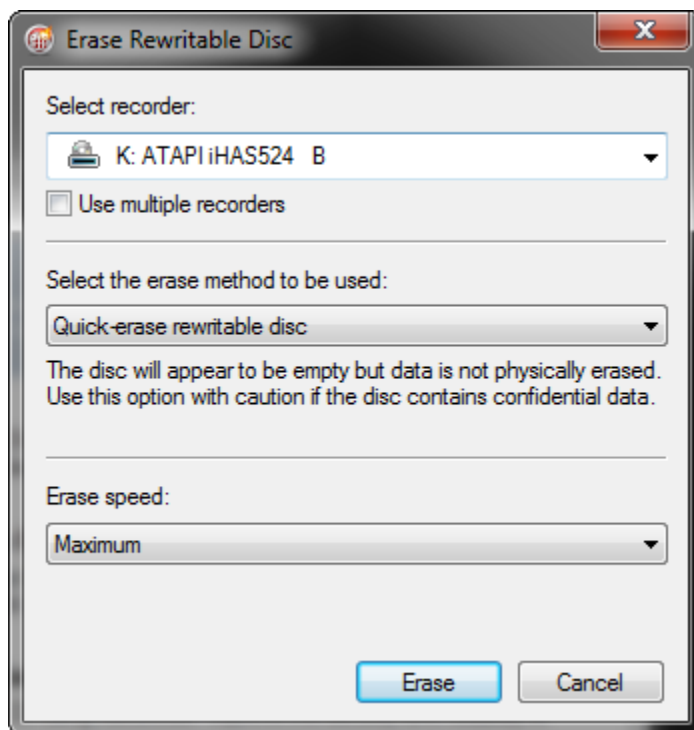 Erase Rewritable Disc
Select recorder:
K: ATAPI iHAS524 B
Use multiple recorders
Select the erase method to be used:
Quick-erase rewritable disc
The disc will appear to be empty but data is not physically erased.
Use this option with caution if the disc contains confidential data.
Erase speed:
Maximum
Erase Cancel